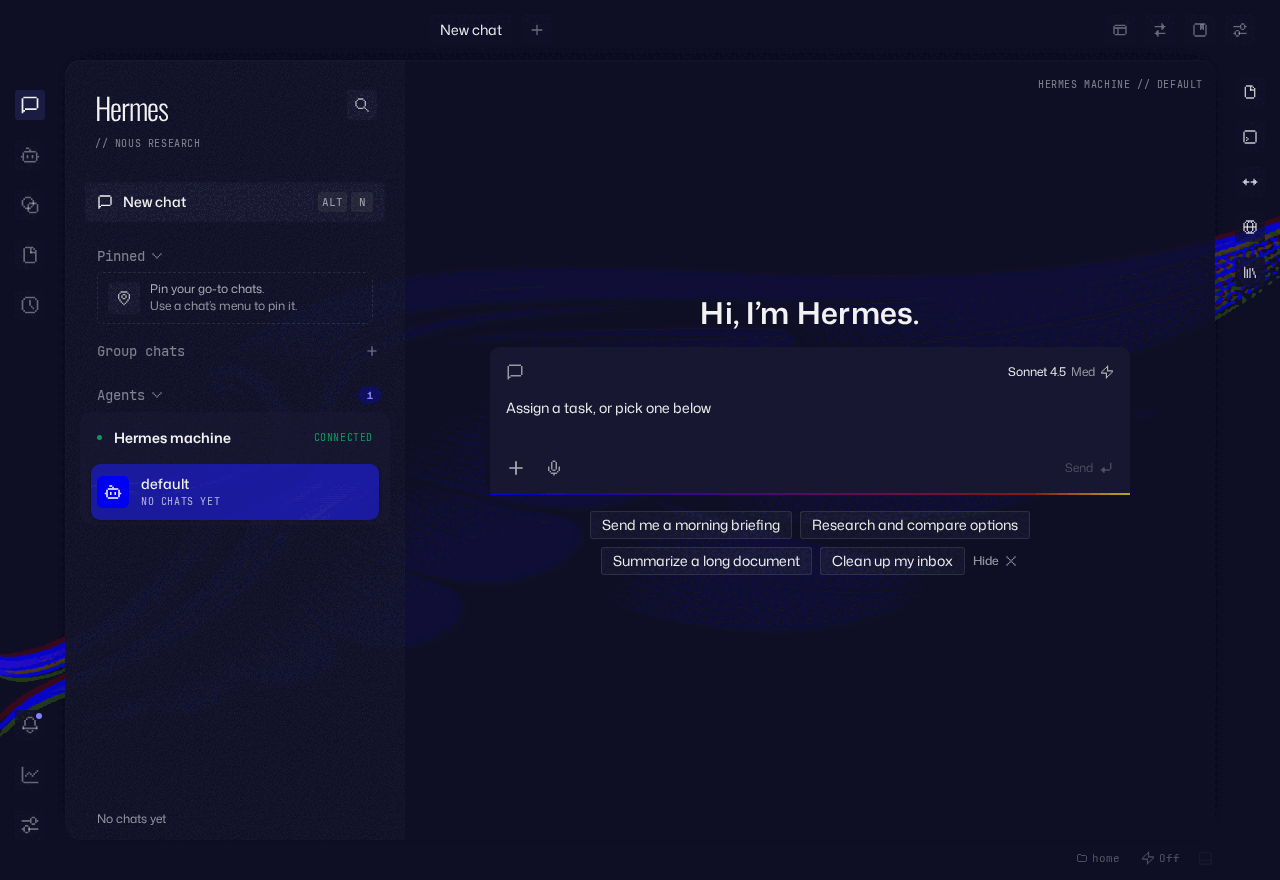 New chat
HERMES MACHINE // DEFAULT
Hermes
// NOUS RESEARCH
New chat ALT N
Pinned
Pin your go-to chats.
Use a chat's menu to pin it.
Group chats
Agents 1
Hermes machine CONNECTED
default
NO CHATS YET
No chats yet
Hi, I’m Hermes.
Sonnet 4.5 Med
Assign a task, or pick one below
Send
Send me a morning briefing
Research and compare options
Summarize a long document
Clean up my inbox
Hide
home
Off